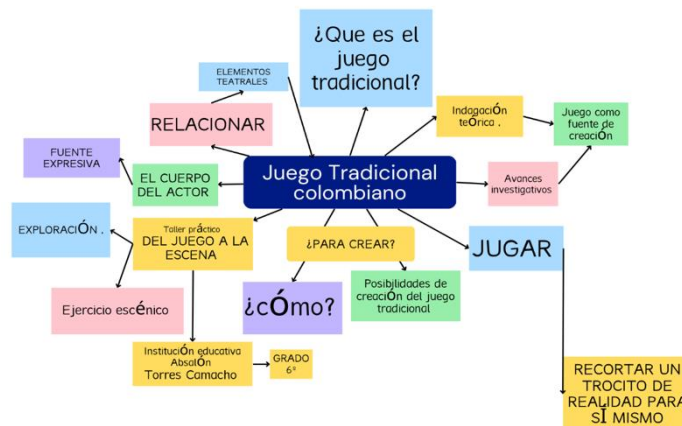 ¿Que es el
juego
tradicional?
ELEMENTOS
TEATRALES
RELACIONAR
Indagación
teórica .
Juego como
fuente de
creación
FUENTE
EXPRESIVA
EL CUERPO
DEL ACTOR
Juego Tradicional
colombiano
Avances
investigativos
EXPLORACIÓN .
Taller práctico
DEL JUEGO A LA
ESCENA
¿PARA CREAR?
JUGAR
Ejercicio escénico
¿cÓmo?
Posibilidades de
creación del juego
tradicional
Institución educativa
Absalón
Torres Camacho
GRADO
6°
RECORTAR UN
TROCITO DE
REALIDAD PARA
SÍ MISMO